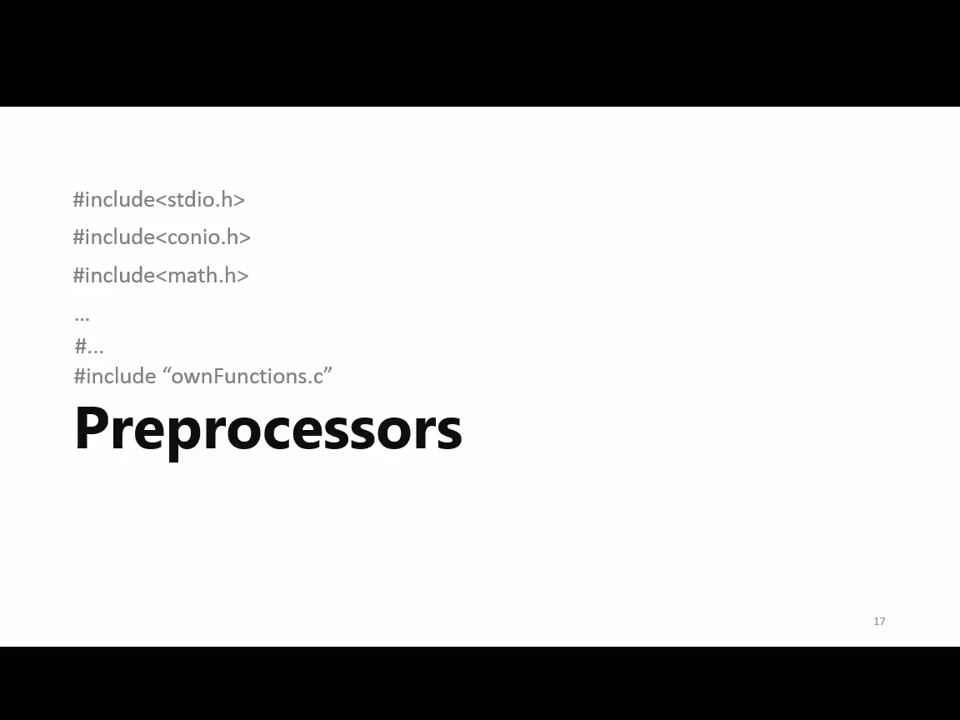 #include<stdio.h>
#include<conio.h>
#include<math.h>
...
#...
#include “ownFunctions.c”
Preprocessors
17